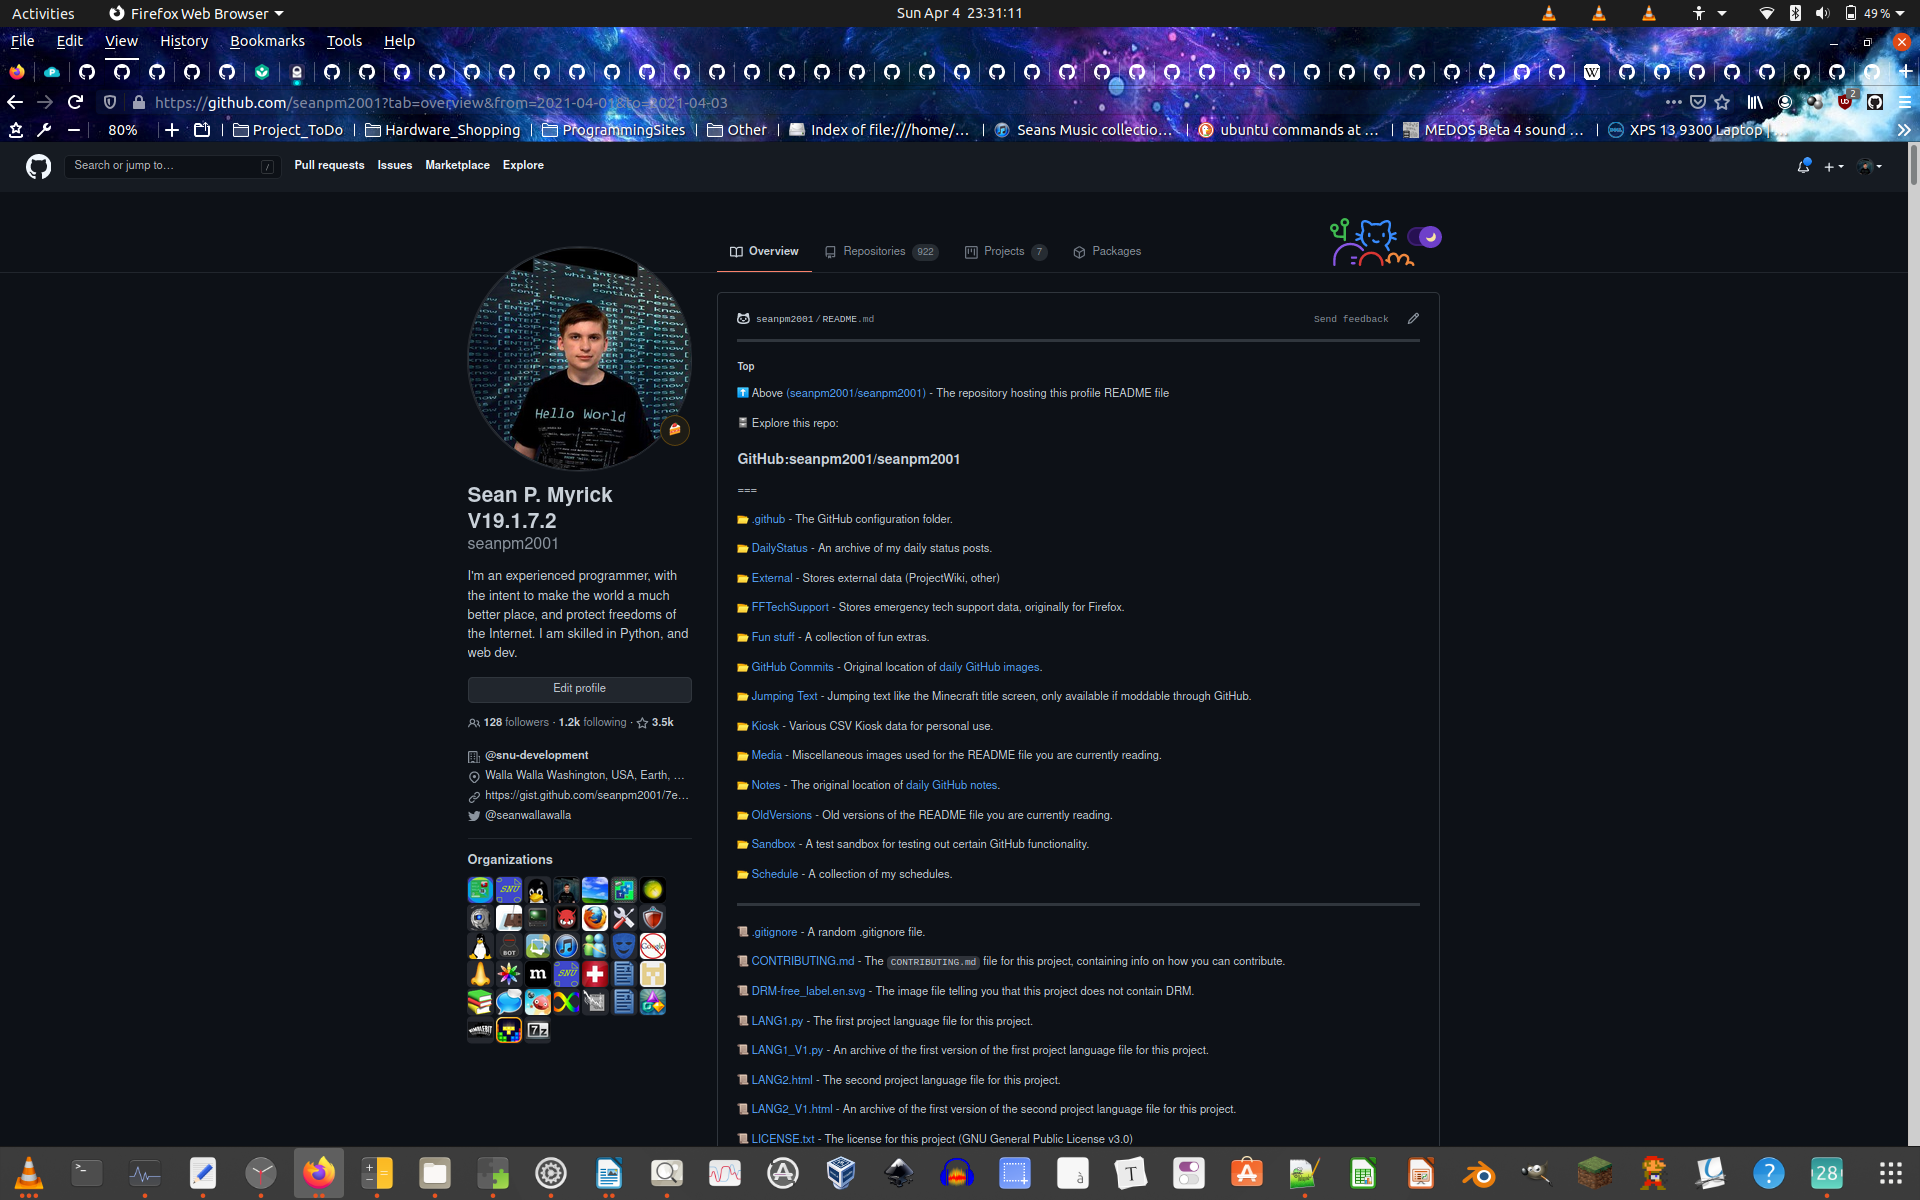 Activities
Firefox Web Browser
Sun Apr 4 23:31:11
49 %
File Edit View History Bookmarks Tools Help
https://github.com/seanpm2001?tab=overview&from=2021-04-01&to=2021-04-03
2
80%
Project_ToDo
Hardware_Shopping
ProgrammingSites
Other
Index of file:///home/…
Seans Music collectio…
ubuntu commands at …
MEDOS Beta 4 sound …
XPS 13 9300 Laptop | …
Search or jump to…
/
Pull requests Issues Marketplace Explore
Overview
Repositories 922
Projects 7
Packages
Hello World
seanpm2001/README.md
Send feedback
Top
Above (seanpm2001/seanpm2001) - The repository hosting this profile README file
Explore this repo:
GitHub:seanpm2001/seanpm2001
===
.github - The GitHub configuration folder.
DailyStatus - An archive of my daily status posts.
External - Stores external data (ProjectWiki, other)
FFTechSupport - Stores emergency tech support data, originally for Firefox.
Fun stuff - A collection of fun extras.
GitHub Commits - Original location of daily GitHub images.
Jumping Text - Jumping text like the Minecraft title screen, only available if moddable through GitHub.
Kiosk - Various CSV Kiosk data for personal use.
Media - Miscellaneous images used for the README file you are currently reading.
Notes - The original location of daily GitHub notes.
OldVersions - Old versions of the README file you are currently reading.
Sandbox - A test sandbox for testing out certain GitHub functionality.
Schedule - A collection of my schedules.
.gitignore - A random .gitignore file.
CONTRIBUTING.md - The CONTRIBUTING.md file for this project, containing info on how you can contribute.
DRM-free_label.en.svg - The image file telling you that this project does not contain DRM.
LANG1.py - The first project language file for this project.
LANG1_V1.py - An archive of the first version of the first project language file for this project.
LANG2.html - The second project language file for this project.
LANG2_V1.html - An archive of the first version of the second project language file for this project.
LICENSE.txt - The license for this project (GNU General Public License v3.0)
Sean P. Myrick
V19.1.7.2
seanpm2001
I'm an experienced programmer, with
the intent to make the world a much
better place, and protect freedoms of
the Internet. I am skilled in Python, and
web dev.
Edit profile
128 followers · 1.2k following · 3.5k
@snu-development
Walla Walla Washington, USA, Earth, …
https://gist.github.com/seanpm2001/7e…
@seanwallawalla
Organizations
SNU
BOT
Google
m
SNU
7z
28